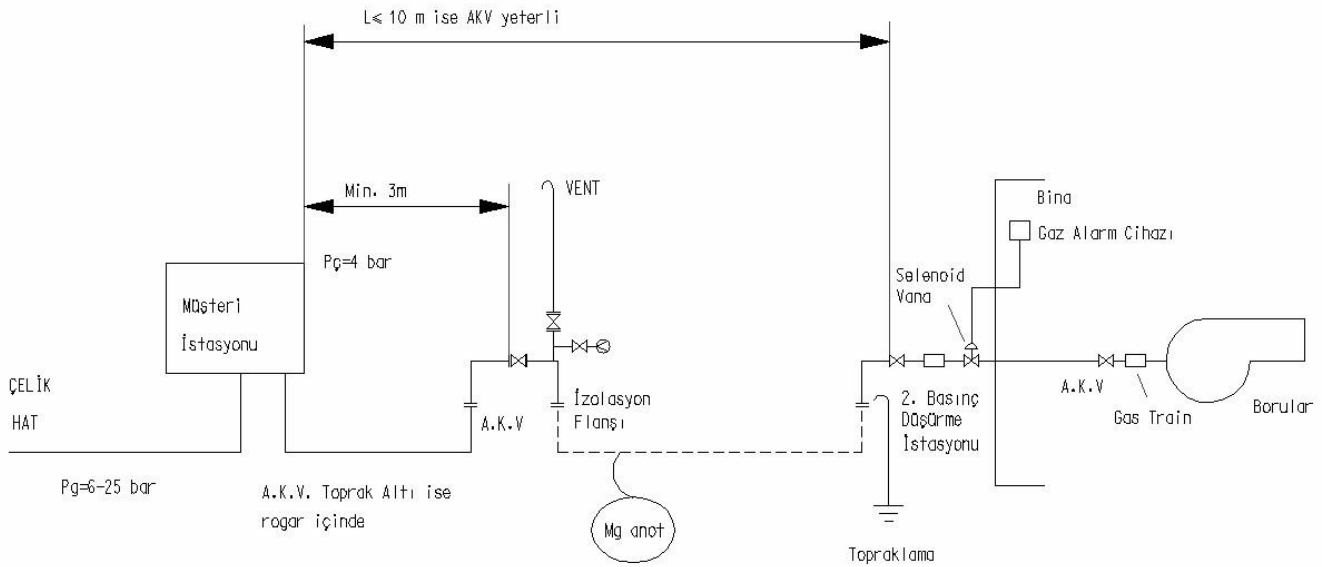 L≤ 10 m ise AKV yeterli
Min. 3m
VENT
Bina
Gaz Alarm Cihazı
Pç=4 bar
Selenoid
Vana
Müşteri
İstasyonu
ÇELİK
HAT
A.K.V
İzolasyon
Flanşı
2. Basınç
Düşürme
İstasyonu
A.K.V
Gas Train
Borular
Pg=6-25 bar
A.K.V. Toprak Altı ise
rogar içinde
Mg anot
Topraklama